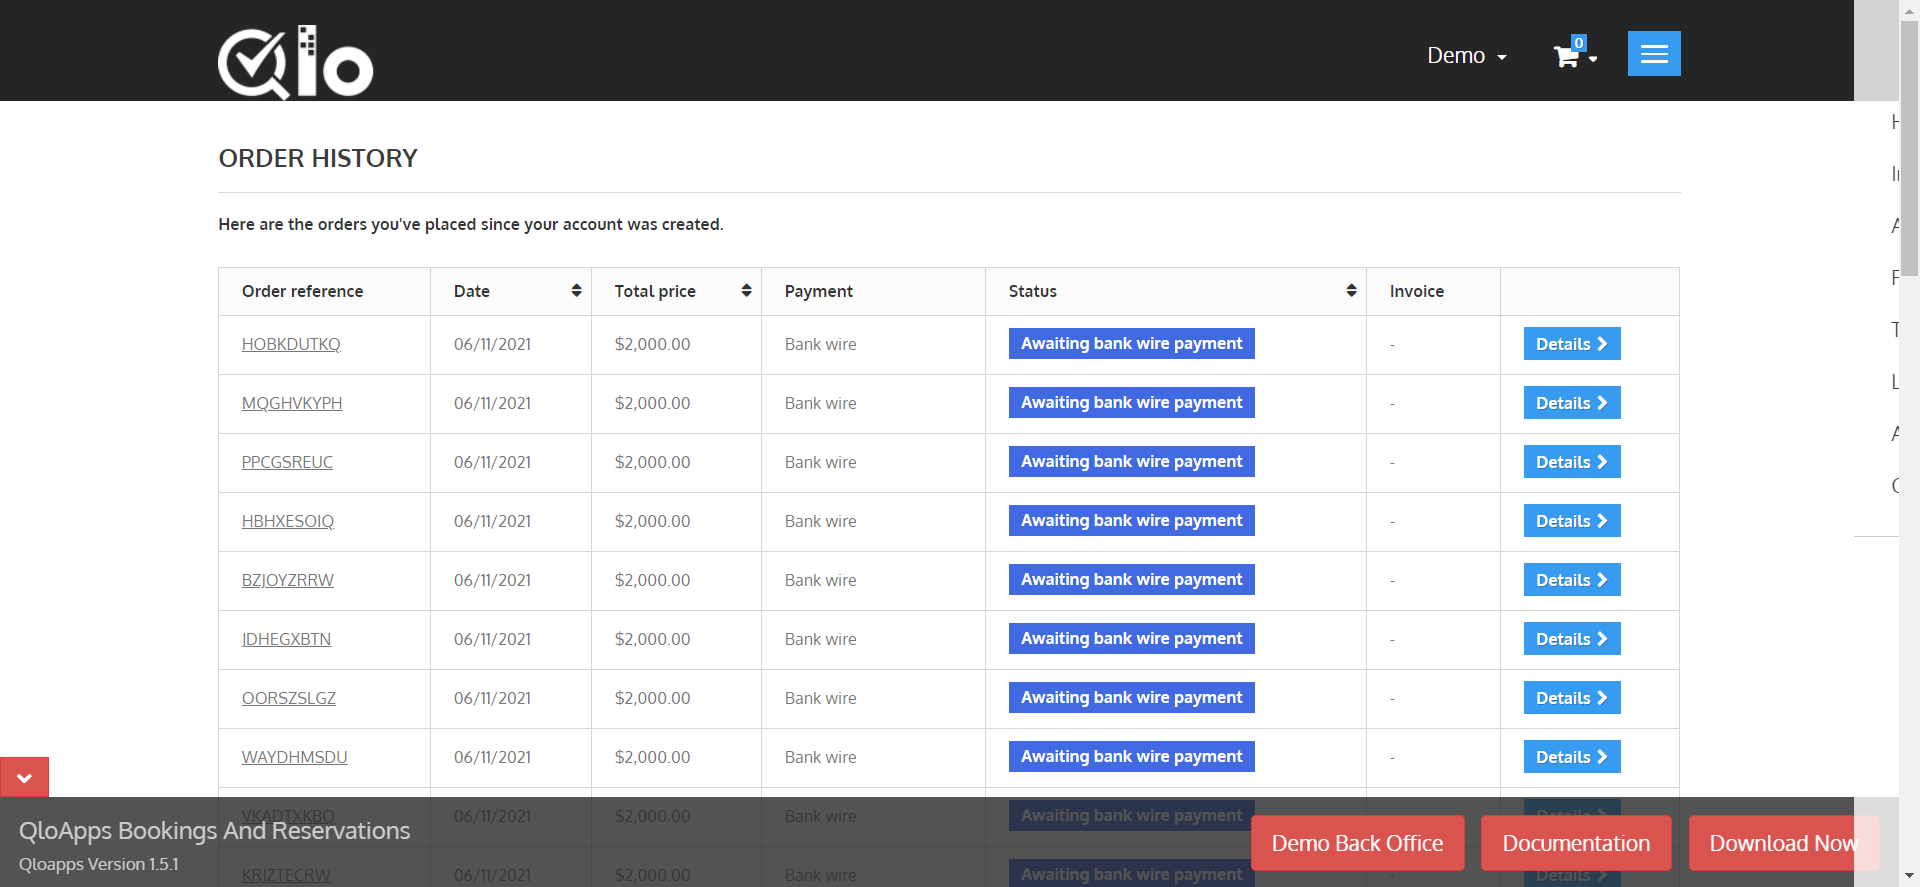 Qlo
Demo
0
ORDER HISTORY
Here are the orders you've placed since your account was created.
Order reference Date Total price Payment Status Invoice
HOBKDUTKQ 06/11/2021 $2,000.00 Bank wire Awaiting bank wire payment - Details
MQGHVKYPH 06/11/2021 $2,000.00 Bank wire Awaiting bank wire payment - Details
PPCGSREUC 06/11/2021 $2,000.00 Bank wire Awaiting bank wire payment - Details
HBHXESOIQ 06/11/2021 $2,000.00 Bank wire Awaiting bank wire payment - Details
BZJOYZRRW 06/11/2021 $2,000.00 Bank wire Awaiting bank wire payment - Details
JDHEGXBTN 06/11/2021 $2,000.00 Bank wire Awaiting bank wire payment - Details
OORSZSLGZ 06/11/2021 $2,000.00 Bank wire Awaiting bank wire payment - Details
WAYDHMSDU 06/11/2021 $2,000.00 Bank wire Awaiting bank wire payment - Details
VKADTXKBQ 06/11/2021 $2,000.00 Bank wire Awaiting bank wire payment - Details
KRJZTECRW 06/11/2021 $2,000.00 Bank wire Awaiting bank wire payment - Details
QloApps Bookings And Reservations
Qloapps Version 1.5.1
Demo Back Office
Documentation
Download Now